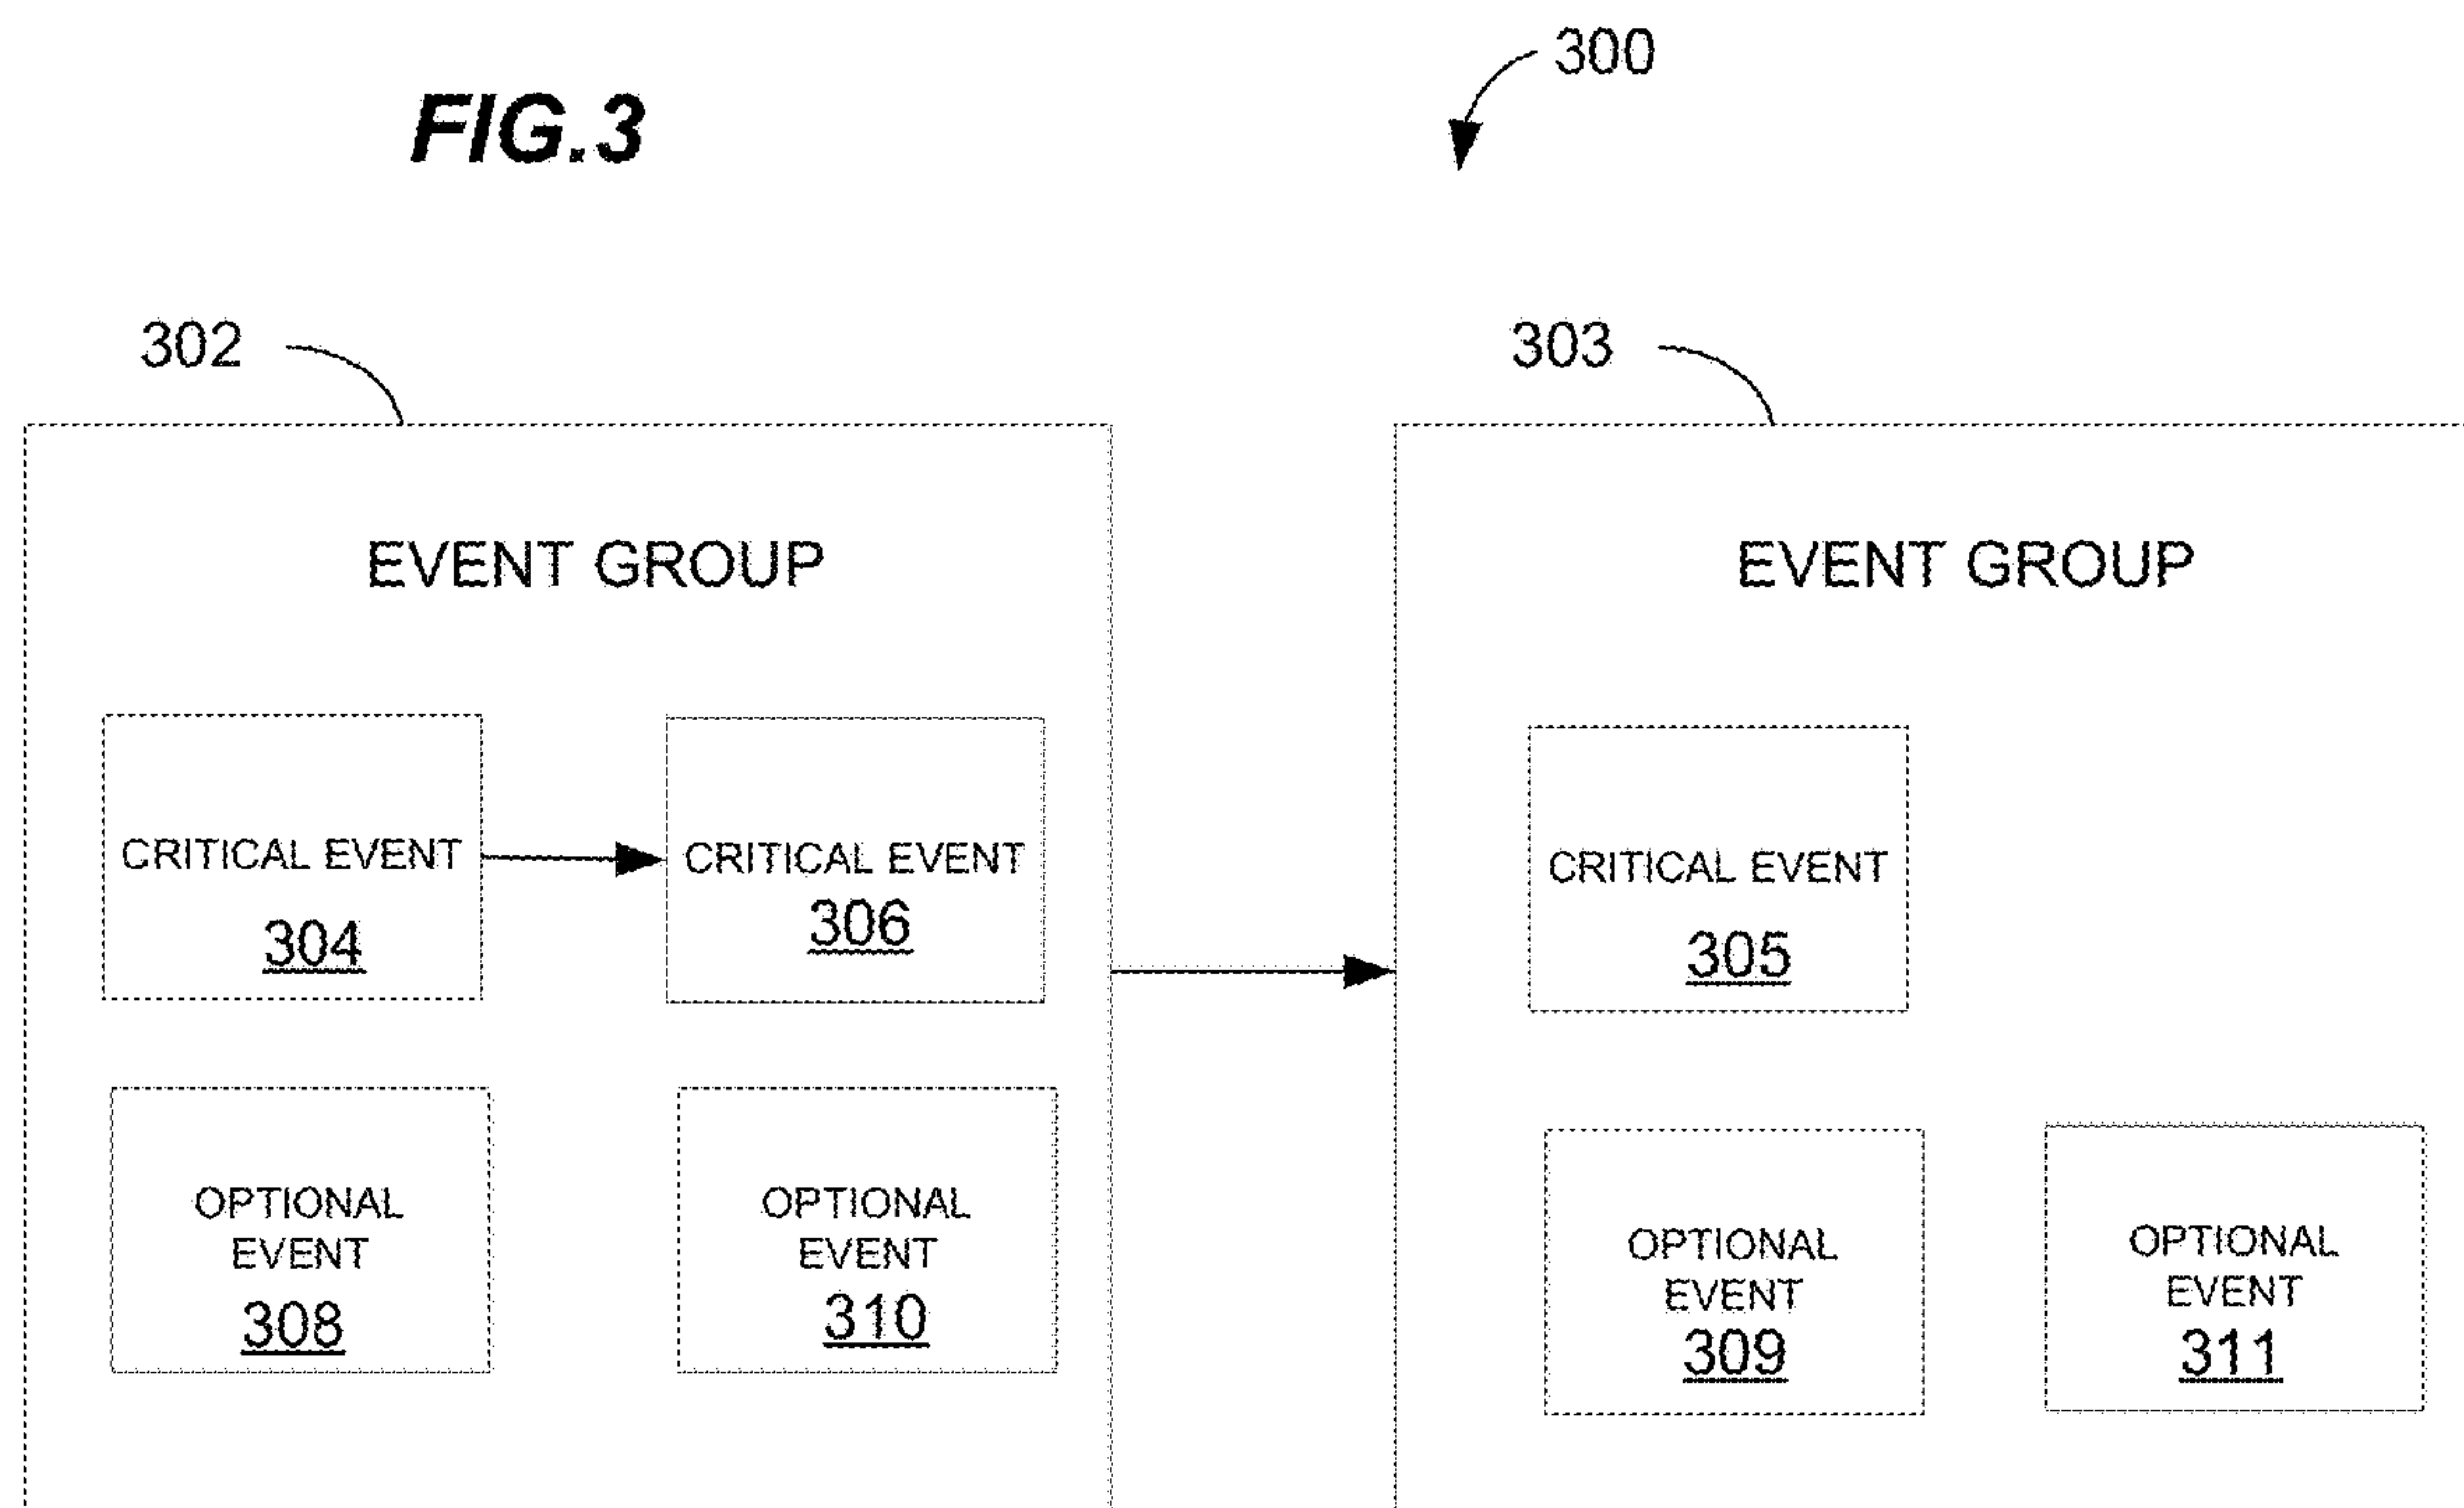 FIG.3
300
302
303
EVENT GROUP
EVENT GROUP
CRITICAL EVENT
304
CRITICAL EVENT
306
CRITICAL EVENT
305
OPTIONAL
EVENT
308
OPTIONAL
EVENT
310
OPTIONAL
EVENT
309
OPTIONAL
EVENT
311